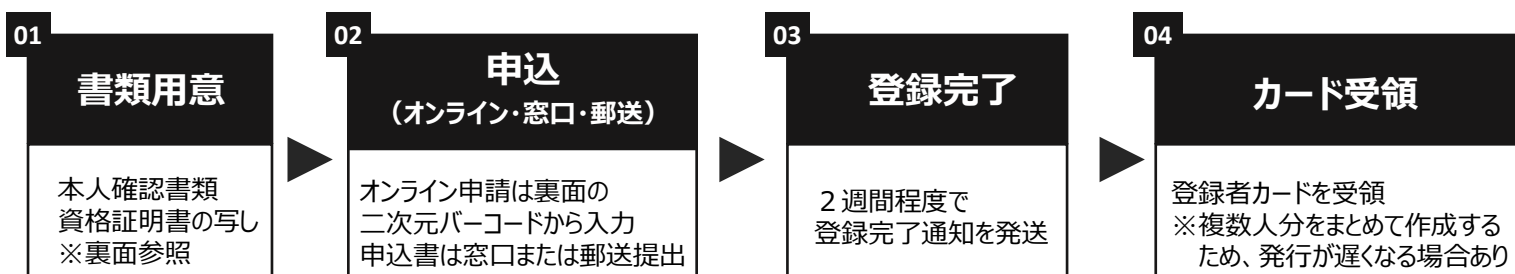 01
書類用意
本人確認書類
資格証明書の写し
※裏面参照
02
申込
（オンライン・窓口・郵送）
オンライン申請は裏面の
二次元バーコードから入力
申込書は窓口または郵送提出
03
登録完了
２週間程度で
登録完了通知を発送
04
カード受領
登録者カードを受領
※複数人分をまとめて作成する
ため、発行が遅くなる場合あり